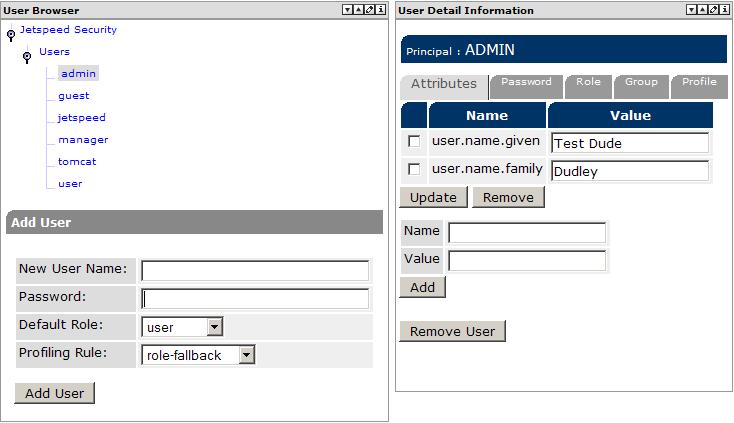 User Browser
Jetspeed Security
Users
admin
guest
jetspeed
manager
tomcat
user
Add User
New User Name:
Password:
Default Role: user
Profiling Rule: role-fallback
Add User
User Detail Information
Principal : ADMIN
Attributes Password Role Group Profile
Name Value
user.name.given Test Dude
user.name.family Dudley
Update Remove
Name
Value
Add
Remove User